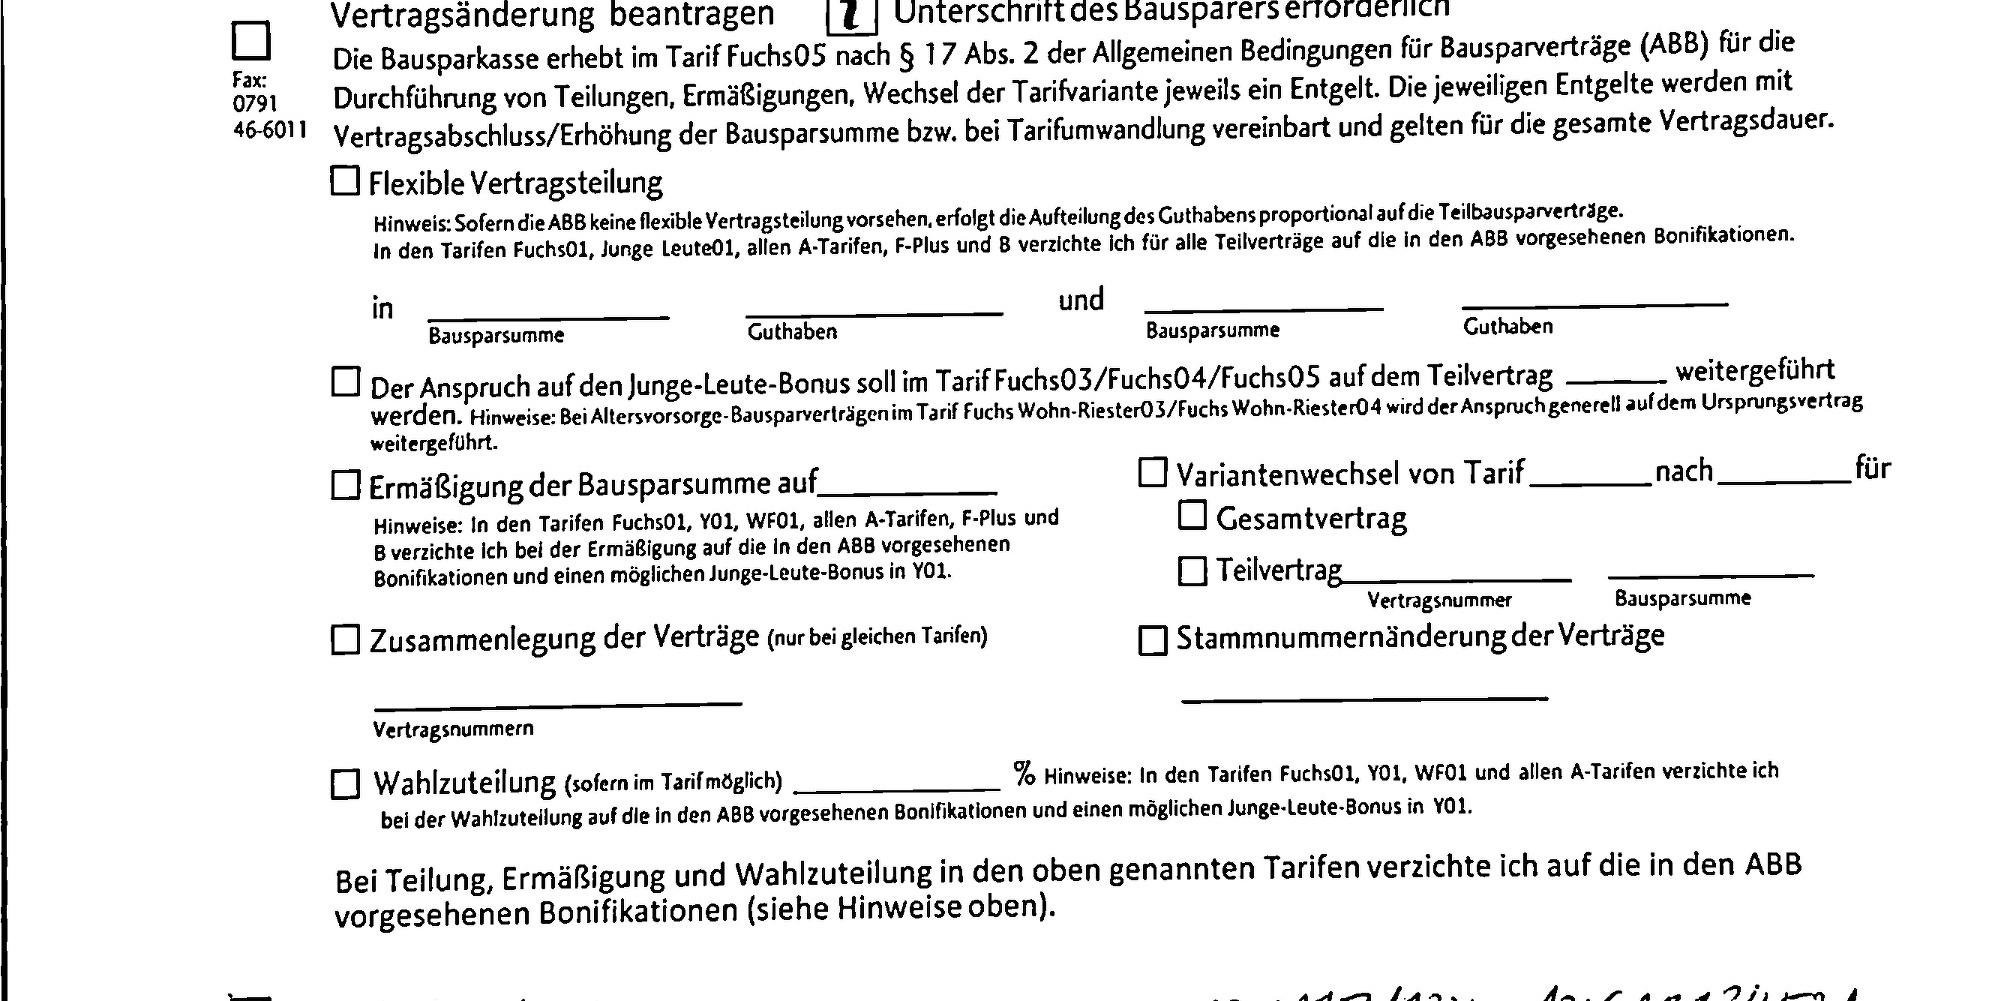 Vertragsänderung beantragen i Unterschrift des Bausparers erforderlich
Die Bausparkasse erhebt im Tarif Fuchs05 nach § 17 Abs. 2 der Allgemeinen Bedingungen für Bausparverträge (ABB) für die
Fax:
0791
46-6011
Durchführung von Teilungen, Ermäßigungen, Wechsel der Tarifvariante jeweils ein Entgelt. Die jeweiligen Entgelte werden mit
Vertragsabschluss/Erhöhung der Bausparsumme bzw. bei Tarifumwandlung vereinbart und gelten für die gesamte Vertragsdauer.
Flexible Vertragsteilung
Hinweis: Sofern die ABB keine flexible Vertragsteilung vorsehen, erfolgt die Aufteilung des Guthabens proportional auf die Teilbausparverträge.
In den Tarifen Fuchs01, Junge Leute01, allen A-Tarifen, F-Plus und B verzichte ich für alle Teilverträge auf die in den ABB vorgesehenen Bonifikationen.
in und
Bausparsumme Guthaben Bausparsumme Guthaben
Der Anspruch auf den Junge-Leute-Bonus soll im Tarif Fuchs03/Fuchs04/Fuchs05 auf dem Teilvertrag weitergeführt
werden. Hinweise: Bei Altersvorsorge-Bausparverträgen im Tarif Fuchs Wohn-Riester03/Fuchs Wohn-Riester04 wird der Anspruch generell auf dem Ursprungsvertrag
weitergeführt.
Ermäßigung der Bausparsumme auf
Hinweise: In den Tarifen Fuchs01, Y01, WF01, allen A-Tarifen, F-Plus und
B verzichte ich bei der Ermäßigung auf die in den ABB vorgesehenen
Bonifikationen und einen möglichen Junge-Leute-Bonus in Y01.
Variantenwechsel von Tarif nach für
Gesamtvertrag
Teilvertrag
Vertragsnummer Bausparsumme
Zusammenlegung der Verträge (nur bei gleichen Tarifen)
Stammnummernänderung der Verträge
Vertragsnummern
Wahlzuteilung (sofern im Tarif möglich) % Hinweise: In den Tarifen Fuchs01, Y01, WF01 und allen A-Tarifen verzichte ich
bei der Wahlzuteilung auf die in den ABB vorgesehenen Bonifikationen und einen möglichen Junge-Leute-Bonus in Y01.
Bei Teilung, Ermäßigung und Wahlzuteilung in den oben genannten Tarifen verzichte ich auf die in den ABB
vorgesehenen Bonifikationen (siehe Hinweise oben).